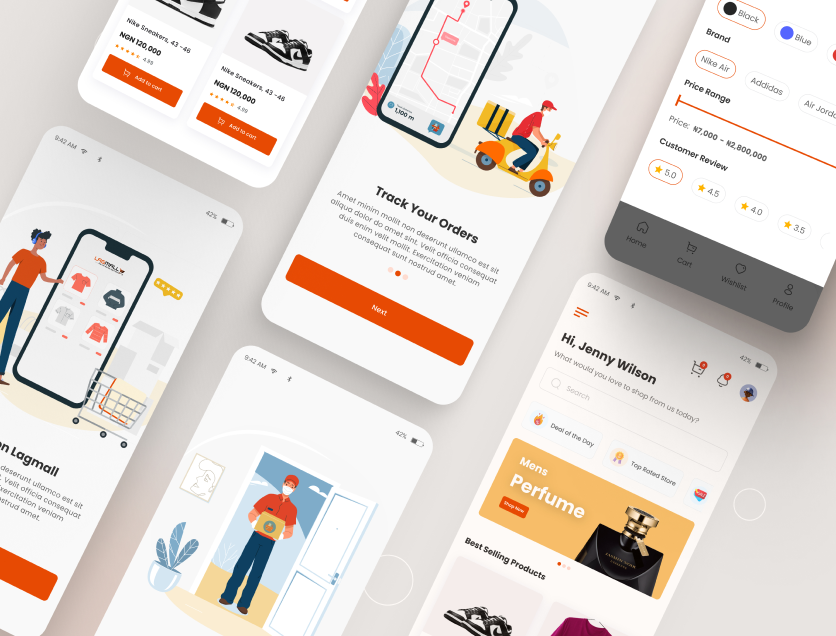 Nike Sneakers, 43 -46
NGN 120,000
4.99
Add to cart
Nike Sneakers, 43 -46
NGN 120,000
4.99
Add to cart
1,100 m
Track Your Orders
Amet minim mollit non deserunt ullamco est sit
aliqua dolor do amet sint. Velit officia consequat
duis enim velit mollit. Exercitation veniam
consequat sunt nostrud amet.
Next
Black
Blue
Brand
Nike Air
Addidas
Air Jorda
Price Range
Price: ₦7,000 - ₦2,800,000
Customer Review
5.0
4.5
4.0
3.5
Home
Cart
Wishlist
Profile
9:42 AM
42%
LAGMALL
on Lagmall
deserunt ullamco est sit
Velit officia consequat
Exercitation veniam
nostrud amet.
9:42 AM
42%
9:42 AM
42%
Hi, Jenny Wilson
What would you love to shop from us today?
Search
Deal of the Day
Top Rated Store
Mens
Perfume
Shop Now
Best Selling Products